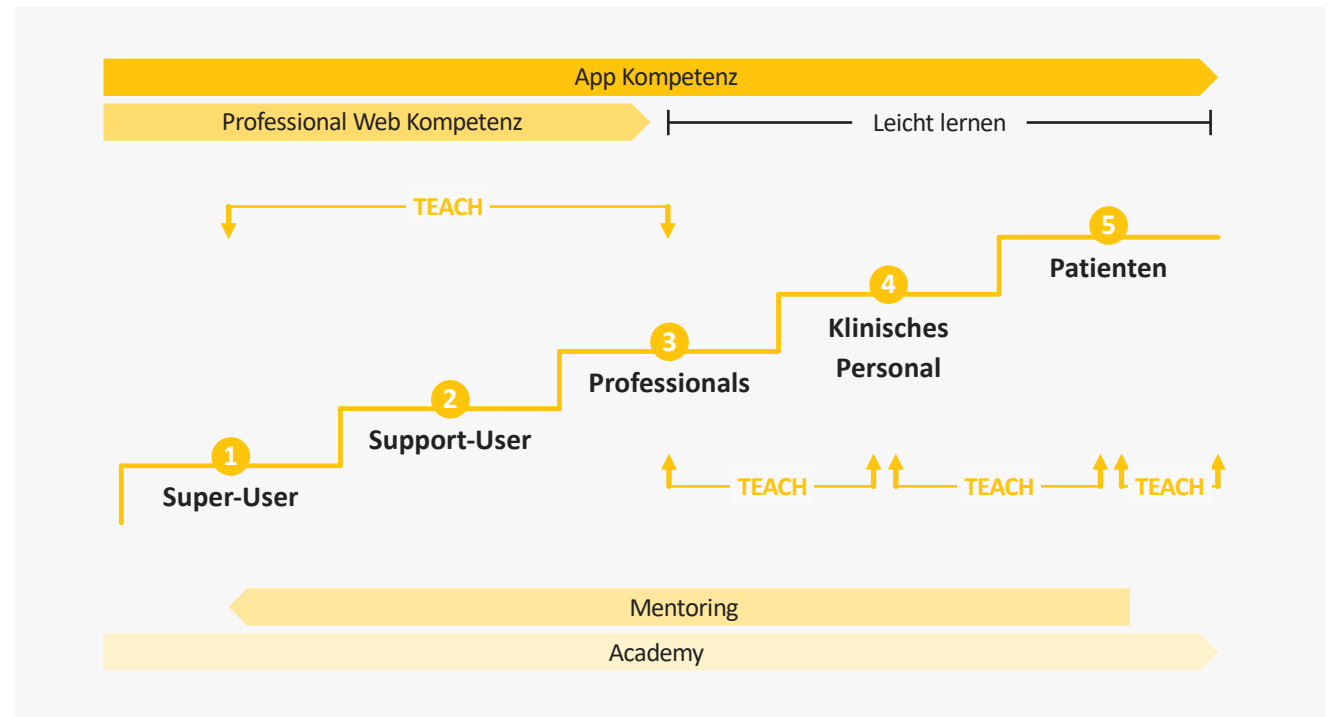 App Kompetenz
Professional Web Kompetenz
Leicht lernen
TEACH
5
Patienten
4
Klinisches
Personal
3
Professionals
2
Support-User
1
Super-User
TEACH
TEACH
TEACH
Mentoring
Academy